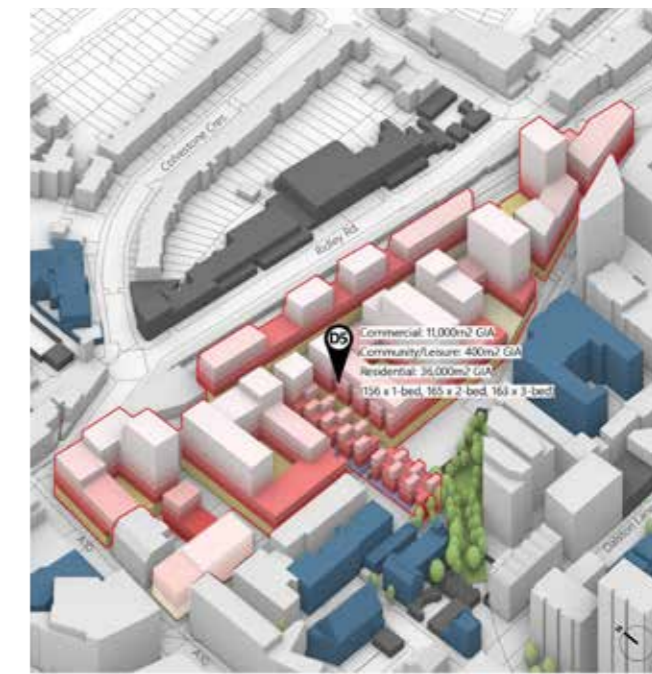 Colvestone Cres
Ridley Rd
D5
Commercial: 11,000m2 GIA
Community/Leisure: 400m2 GIA
Residential: 36,000m2 GIA
156 x 1-bed, 165 x 2-bed, 163 x 3-bed
A10
A10
Dalston Lane